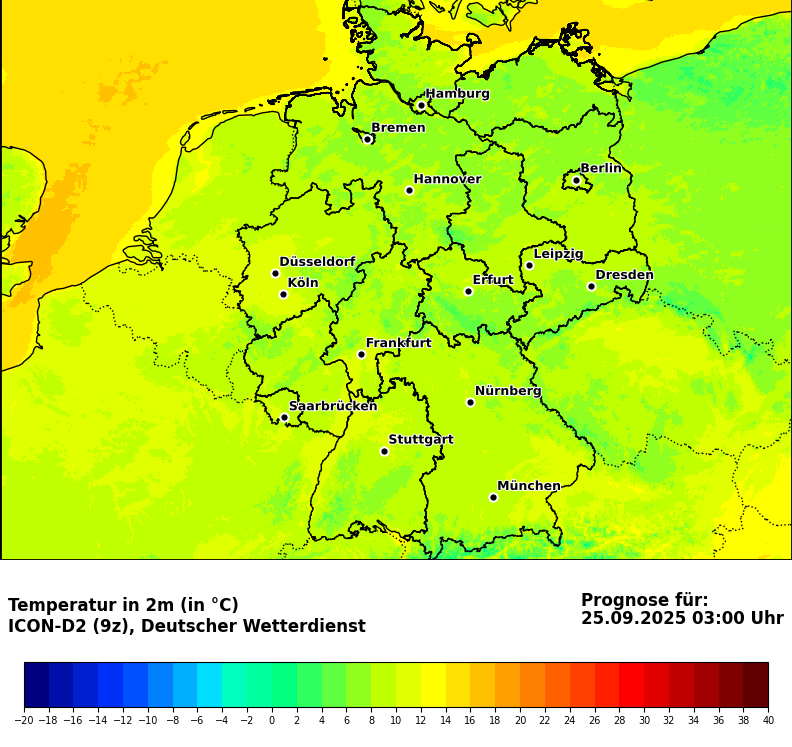 Hamburg
Bremen
Berlin
Hannover
Leipzig
Düsseldorf
Dresden
Köln
Erfurt
Frankfurt
Nürnberg
Saarbrücken
Stuttgart
München
Temperatur in 2m (in °C)
ICON-D2 (9z), Deutscher Wetterdienst
Prognose für:
25.09.2025 03:00 Uhr
−20 −18 −16 −14 −12 −10 −8 −6 −4 −2 0 2 4 6 8 10 12 14 16 18 20 22 24 26 28 30 32 34 36 38 40